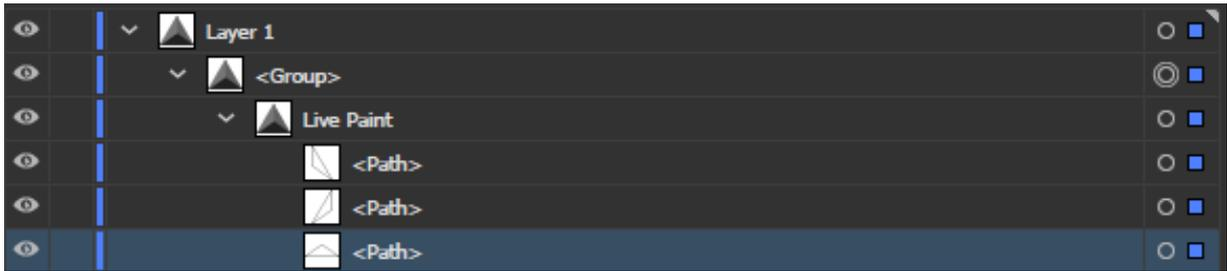 Layer 1
<Group>
Live Paint
<Path>
<Path>
<Path>